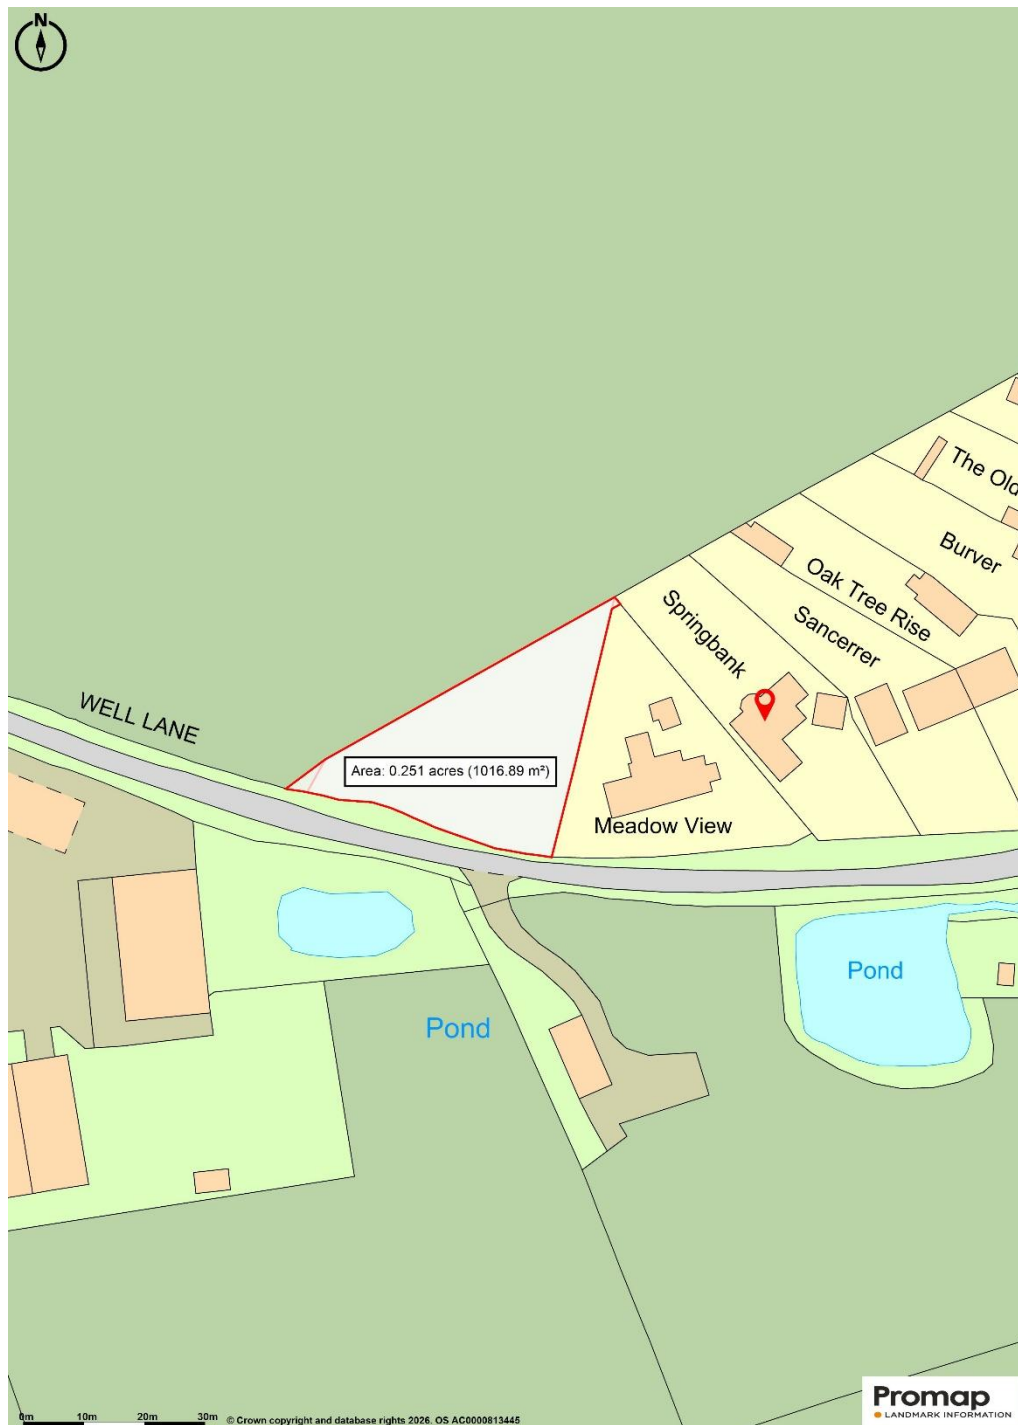 N
The Old
Burver
Oak Tree Rise
Springbank
Sancerrer
WELL LANE
Area: 0.251 acres (1016.89 m²)
Meadow View
Pond
Pond
0m 10m 20m 30m © Crown copyright and database rights 2026. OS AC0000813445
Promap
LANDMARK INFORMATION